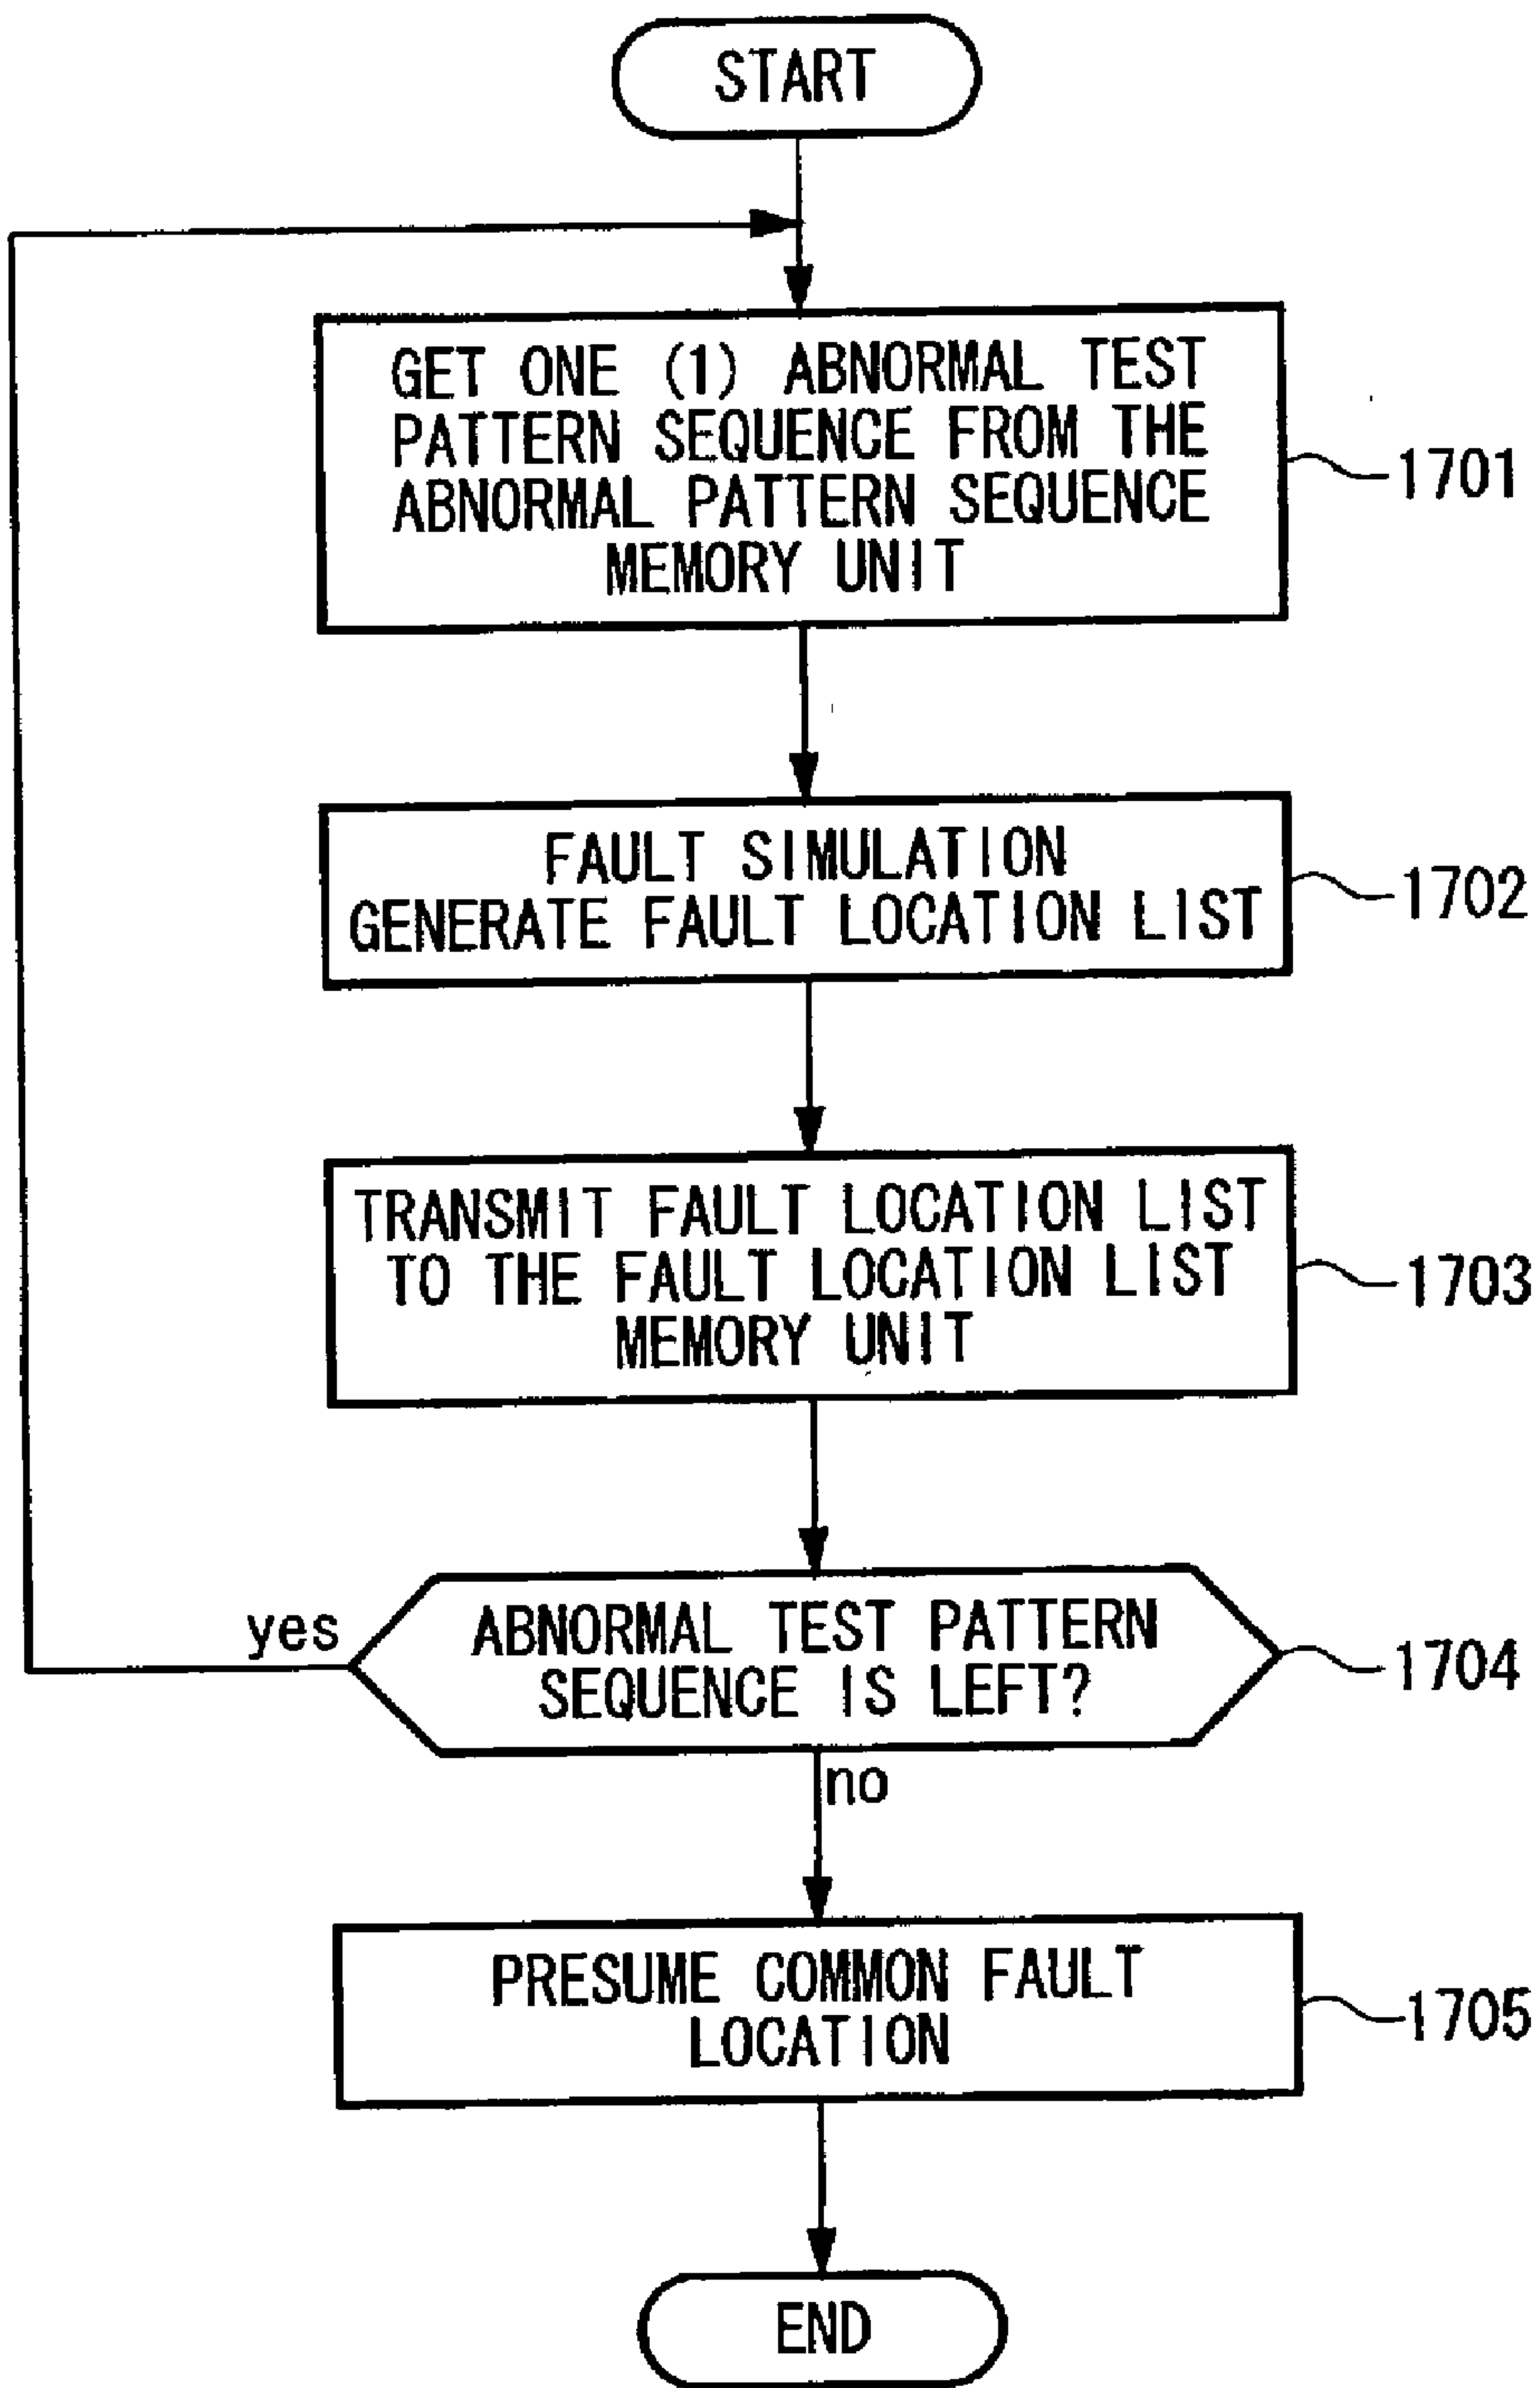 START
GET ONE (1) ABNORMAL TEST
PATTERN SEQUENCE FROM THE
ABNORMAL PATTERN SEQUENCE
MEMORY UNIT
1701
FAULT SIMULATION
GENERATE FAULT LOCATION LIST
1702
TRANSMIT FAULT LOCATION LIST
TO THE FAULT LOCATION LIST
MEMORY UNIT
1703
yes
ABNORMAL TEST PATTERN
SEQUENCE IS LEFT?
1704
no
PRESUME COMMON FAULT
LOCATION
1705
END